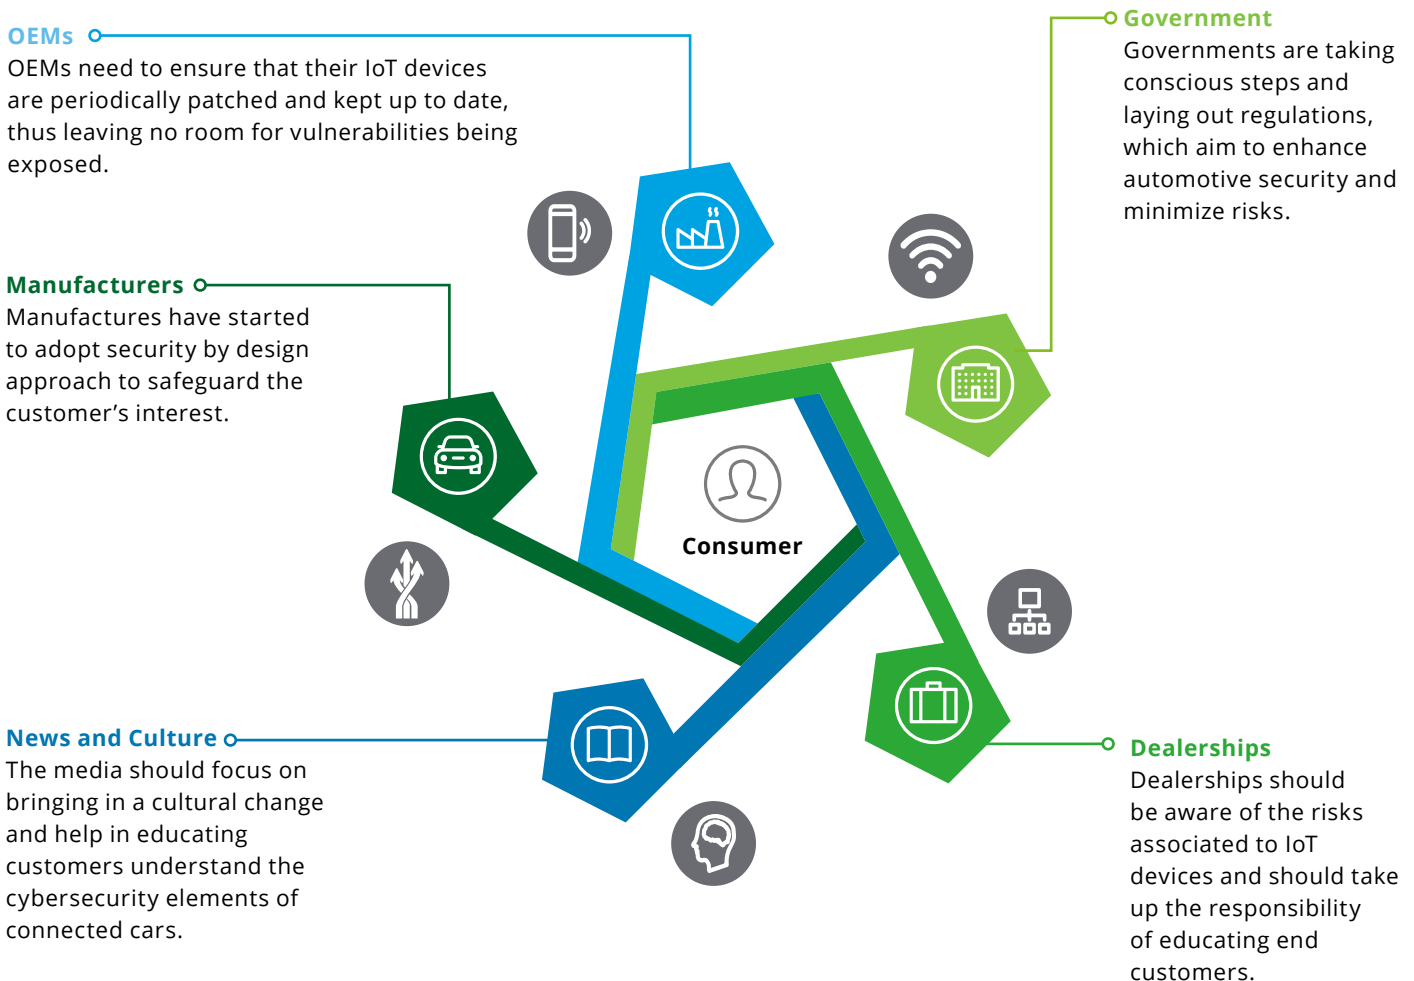 OEMs
OEMs need to ensure that their IoT devices
are periodically patched and kept up to date,
thus leaving no room for vulnerabilities being
exposed.
Government
Governments are taking
conscious steps and
laying out regulations,
which aim to enhance
automotive security and
minimize risks.
Manufacturers
Manufactures have started
to adopt security by design
approach to safeguard the
customer’s interest.
Consumer
News and Culture
The media should focus on
bringing in a cultural change
and help in educating
customers understand the
cybersecurity elements of
connected cars.
Dealerships
Dealerships should
be aware of the risks
associated to IoT
devices and should take
up the responsibility
of educating end
customers.